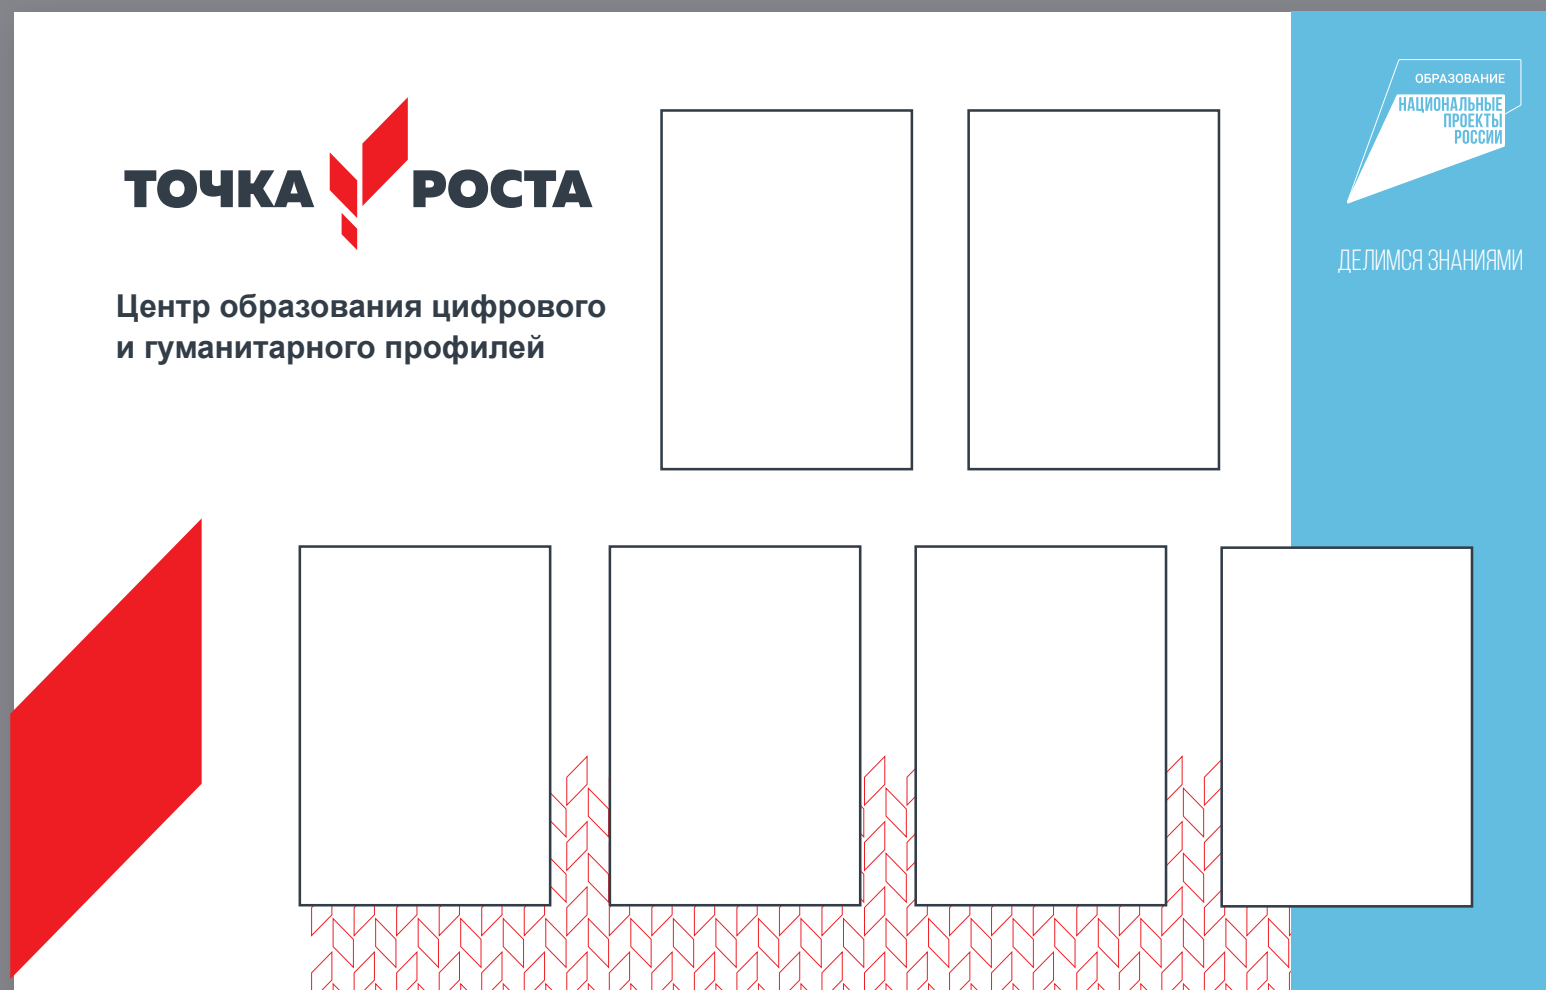 ТОЧКА РОСТА
Центр образования цифрового
и гуманитарного профилей
ОБРАЗОВАНИЕ
НАЦИОНАЛЬНЫЕ
ПРОЕКТЫ
РОССИИ
ДЕЛИМСЯ ЗНАНИЯМИ